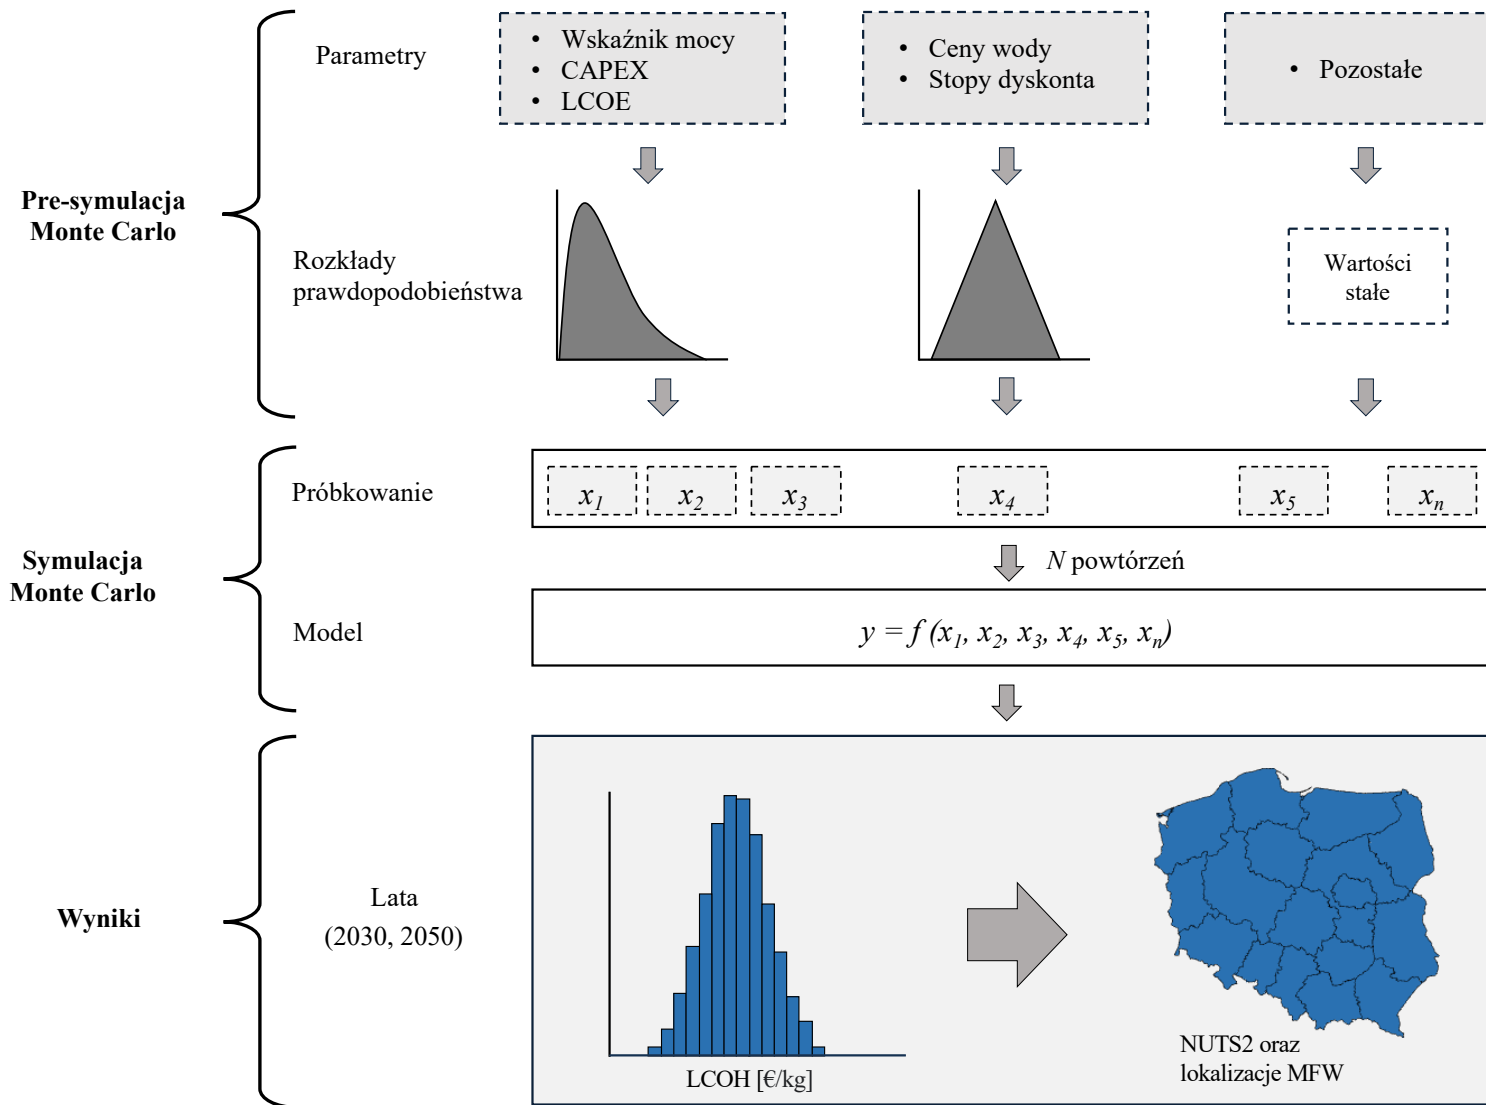 Parametry
• Wskaźnik mocy
• CAPEX
• LCOE
• Ceny wody
• Stopy dyskonta
• Pozostałe
Pre-symulacja
Monte Carlo
Rozkłady
prawdopodobieństwa
Wartości
stałe
Próbkowanie
x₁ x₂ x₃ x₄ x₅ xₙ
Symulacja
Monte Carlo
N powtórzeń
Model
y = f (x₁, x₂, x₃, x₄, x₅, xₙ)
Wyniki
Lata
(2030, 2050)
LCOH [€/kg]
NUTS2 oraz
lokalizacje MFW